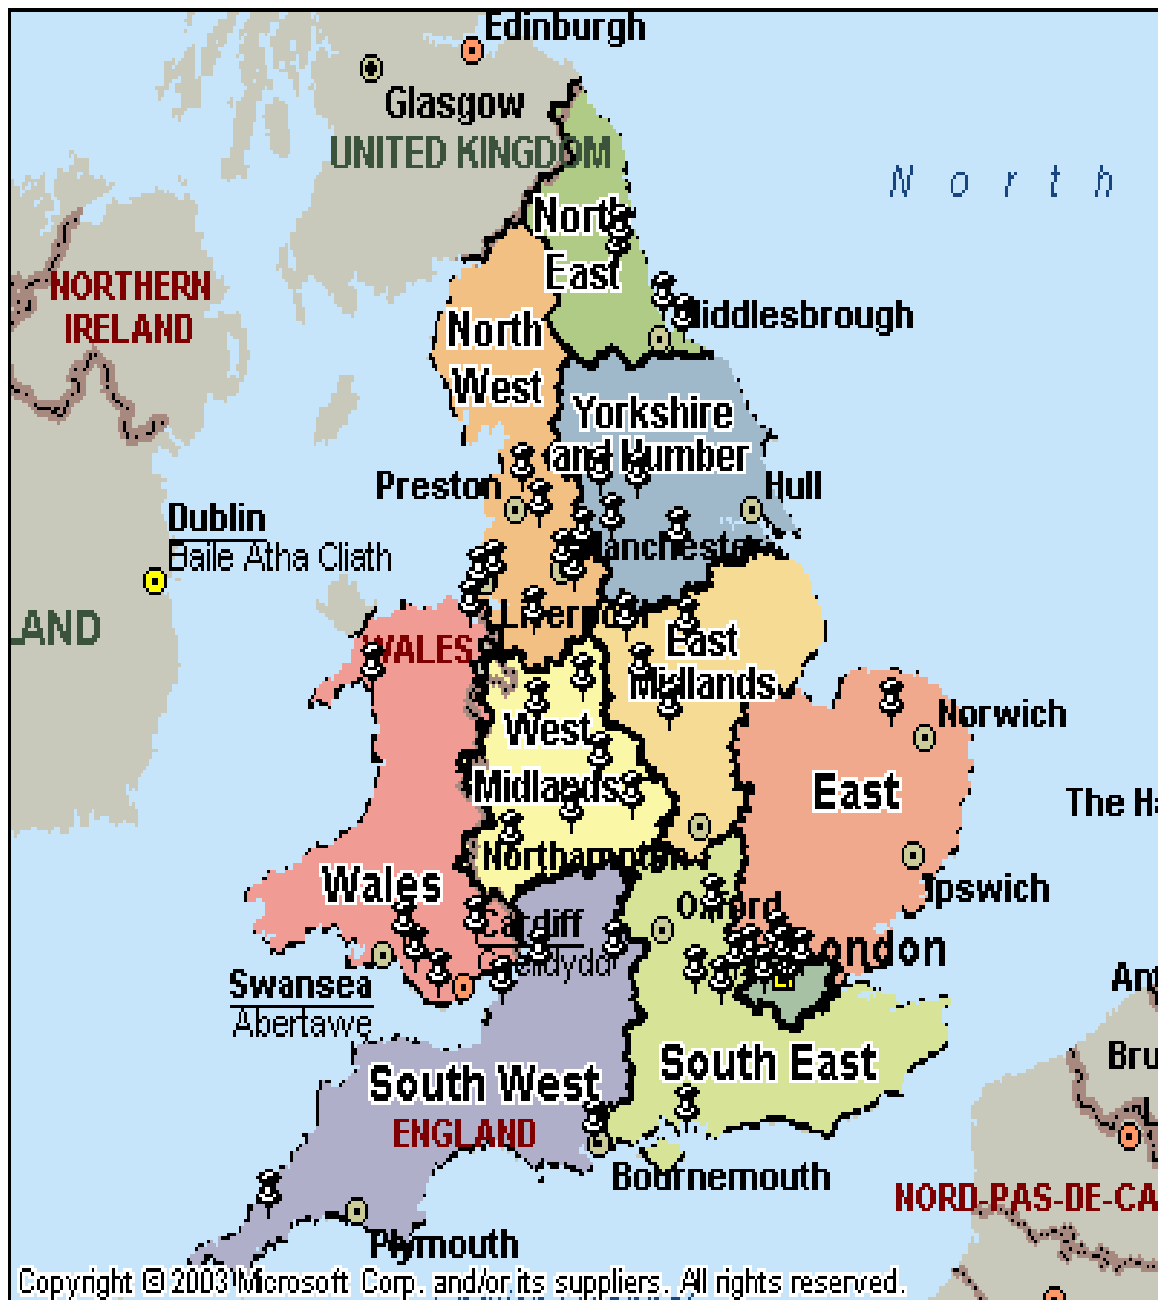 Edinburgh
Glasgow
UNITED KINGDOM
North
North
East
NORTHERN
IRELAND
Middlesbrough
North
West
Yorkshire
and Humber
Preston
Hull
Dublin
Baile Atha Cliath
Manchester
Liverpool
LAND
WALES
East
Midlands
Norwich
West
Midlands
East
The Ha
Northampton
Wales
Ipswich
Oxford
Cardiff
London
Swansea
Abertawe
Ant
South East
Bru
South West
ENGLAND
Bournemouth
NORD-PAS-DE-CA
Plymouth
Copyright © 2003 Microsoft Corp. and/or its suppliers. All rights reserved.